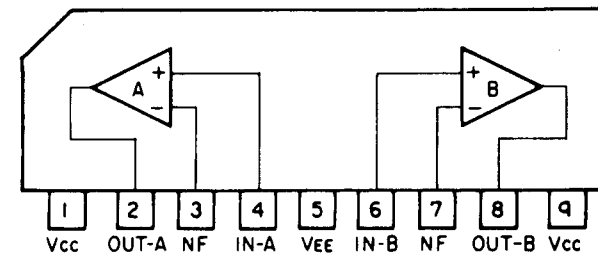 + A − + B −
1 2 3 4 5 6 7 8 9
Vcc OUT-A NF IN-A VEE IN-B NF OUT-B Vcc